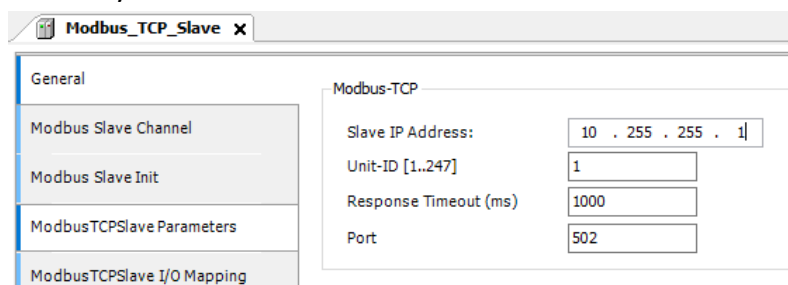 Modbus_TCP_Slave x
General
Modbus Slave Channel
Modbus Slave Init
ModbusTCPSlave Parameters
ModbusTCPSlave I/O Mapping
Modbus-TCP
Slave IP Address: 10 . 255 . 255 . 1
Unit-ID [1..247] 1
Response Timeout (ms) 1000
Port 502